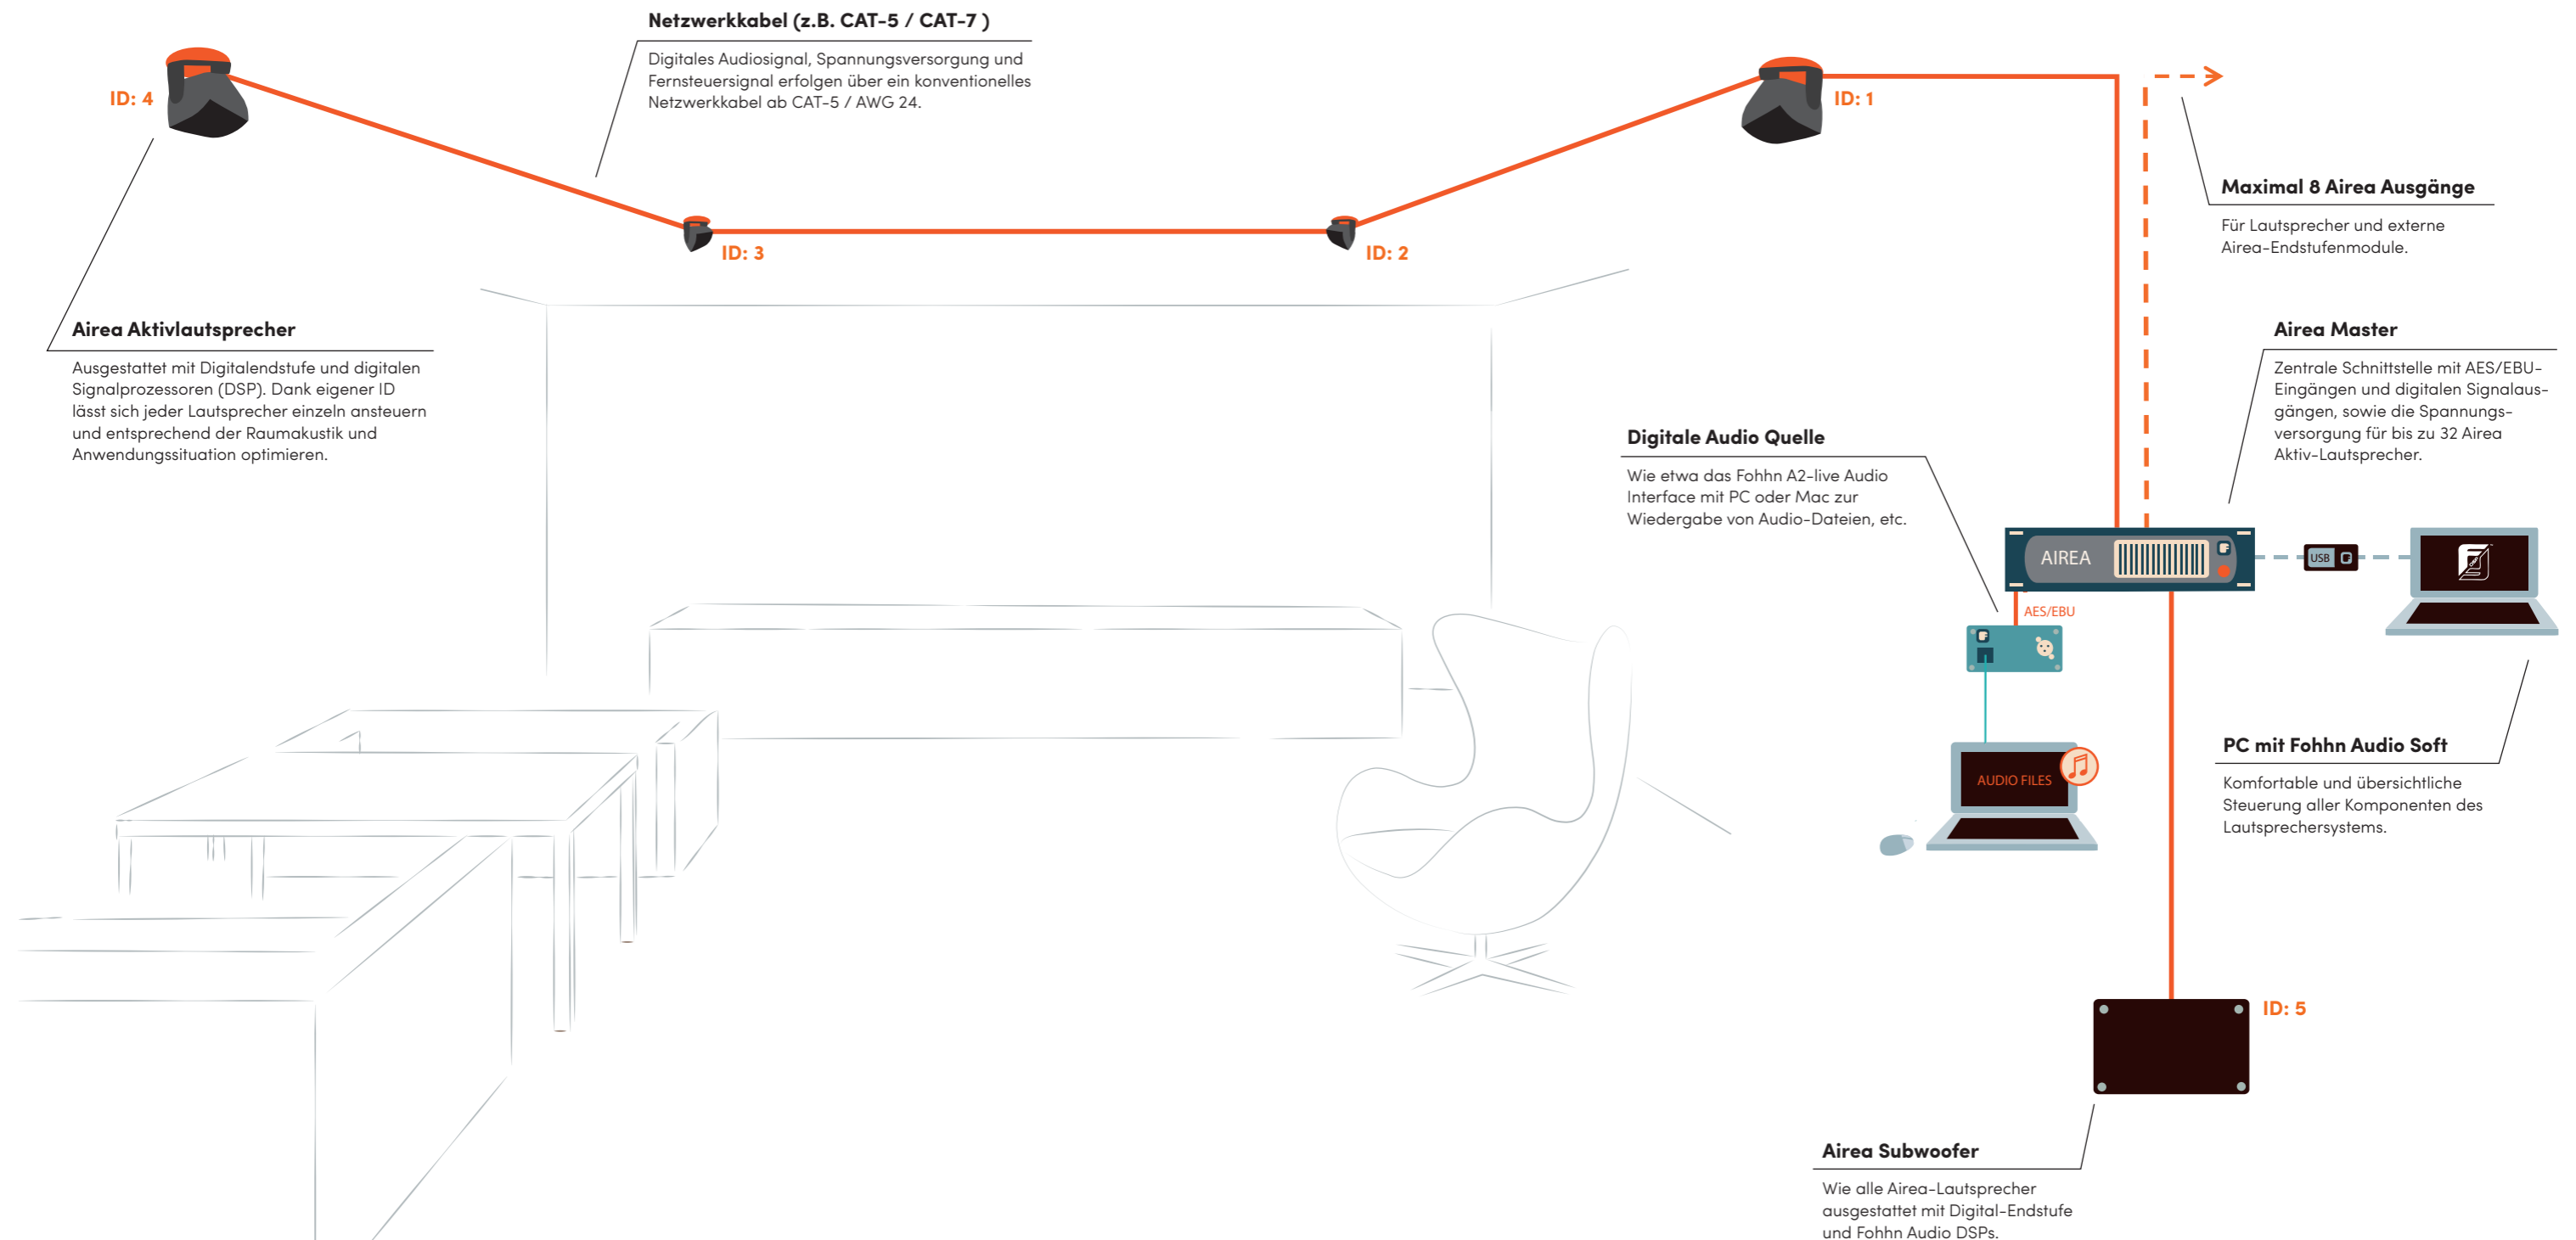 Netzwerkkabel (z.B. CAT-5 / CAT-7 )
Digitales Audiosignal, Spannungsversorgung und
Fernsteuersignal erfolgen über ein konventionelles
Netzwerkkabel ab CAT-5 / AWG 24.
ID: 4
ID: 3
ID: 2
ID: 1
Maximal 8 Airea Ausgänge
Für Lautsprecher und externe
Airea-Endstufenmodule.
Airea Aktivlautsprecher
Ausgestattet mit Digitalendstufe und digitalen
Signalprozessoren (DSP). Dank eigener ID
lässt sich jeder Lautsprecher einzeln ansteuern
und entsprechend der Raumakustik und
Anwendungssituation optimieren.
Airea Master
Zentrale Schnittstelle mit AES/EBU-
Eingängen und digitalen Signalaus-
gängen, sowie die Spannungs-
versorgung für bis zu 32 Airea
Aktiv-Lautsprecher.
Digitale Audio Quelle
Wie etwa das Fohhn A2-live Audio
Interface mit PC oder Mac zur
Wiedergabe von Audio-Dateien, etc.
AIREA
USB
AES/EBU
AUDIO FILES
PC mit Fohhn Audio Soft
Komfortable und übersichtliche
Steuerung aller Komponenten des
Lautsprechersystems.
ID: 5
Airea Subwoofer
Wie alle Airea-Lautsprecher
ausgestattet mit Digital-Endstufe
und Fohhn Audio DSPs.